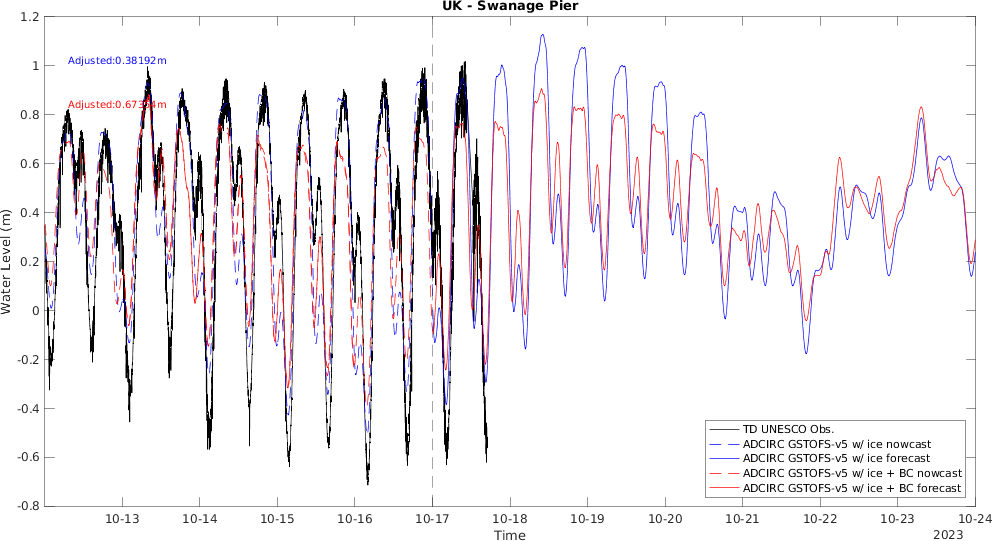 UK - Swanage Pier
1.2
1
0.8
0.6
0.4
0.2
0
-0.2
-0.4
-0.6
-0.8
Water Level (m)
Adjusted:0.38192m
TD UNESCO Obs.
ADCIRC GSTOFS-v5 w/ ice nowcast
ADCIRC GSTOFS-v5 w/ ice forecast
ADCIRC GSTOFS-v5 w/ ice + BC nowcast
ADCIRC GSTOFS-v5 w/ ice + BC forecast
10-13 10-14 10-15 10-16 10-17 10-18 10-19 10-20 10-21 10-22 10-23 10-24
Time
2023